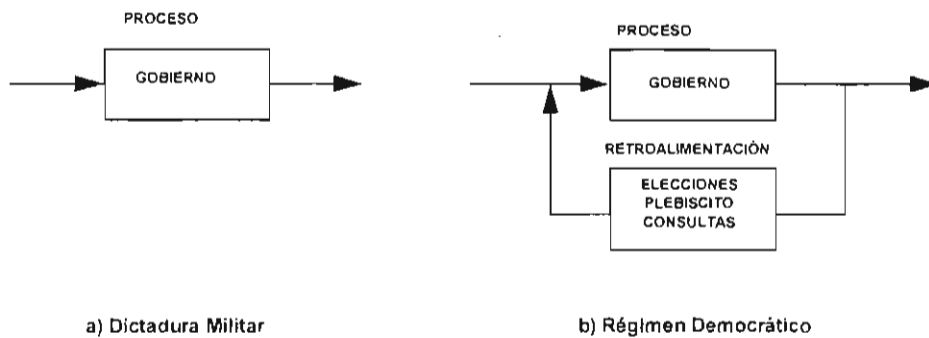 PROCESO
GOBIERNO
a) Dictadura Militar
PROCESO
GOBIERNO
RETROALIMENTACIÓN
ELECCIONES
PLEBISCITO
CONSULTAS
b) Régimen Democrático